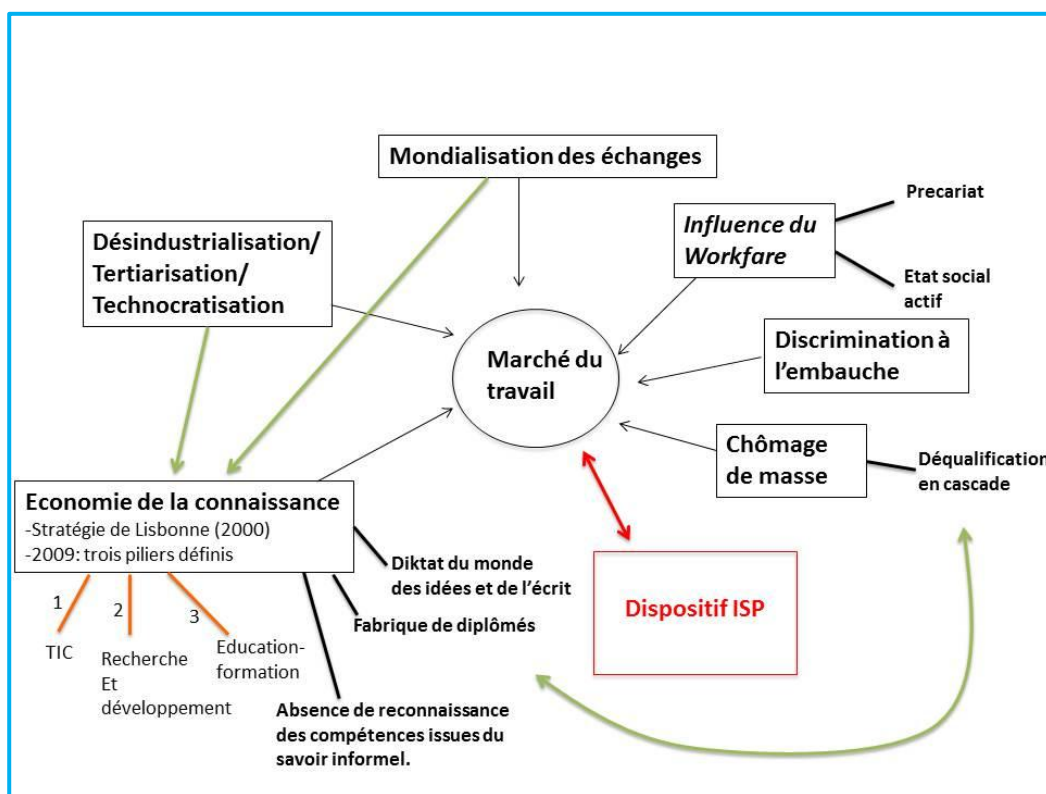 Mondialisation des échanges
Désindustrialisation/
Tertiarisation/
Technocratisation
Influence du
Workfare
Precariat
Etat social
actif
Discrimination à
l’embauche
Marché du
travail
Chômage
de masse
Déqualification
en cascade
Economie de la connaissance
-Stratégie de Lisbonne (2000)
-2009: trois piliers définis
Diktat du monde
des idées et de l’écrit
Fabrique de diplômés
Absence de reconnaissance
des compétences issues du
savoir informel.
1
2
3
TIC
Recherche
Et
développement
Education-
formation
Dispositif ISP